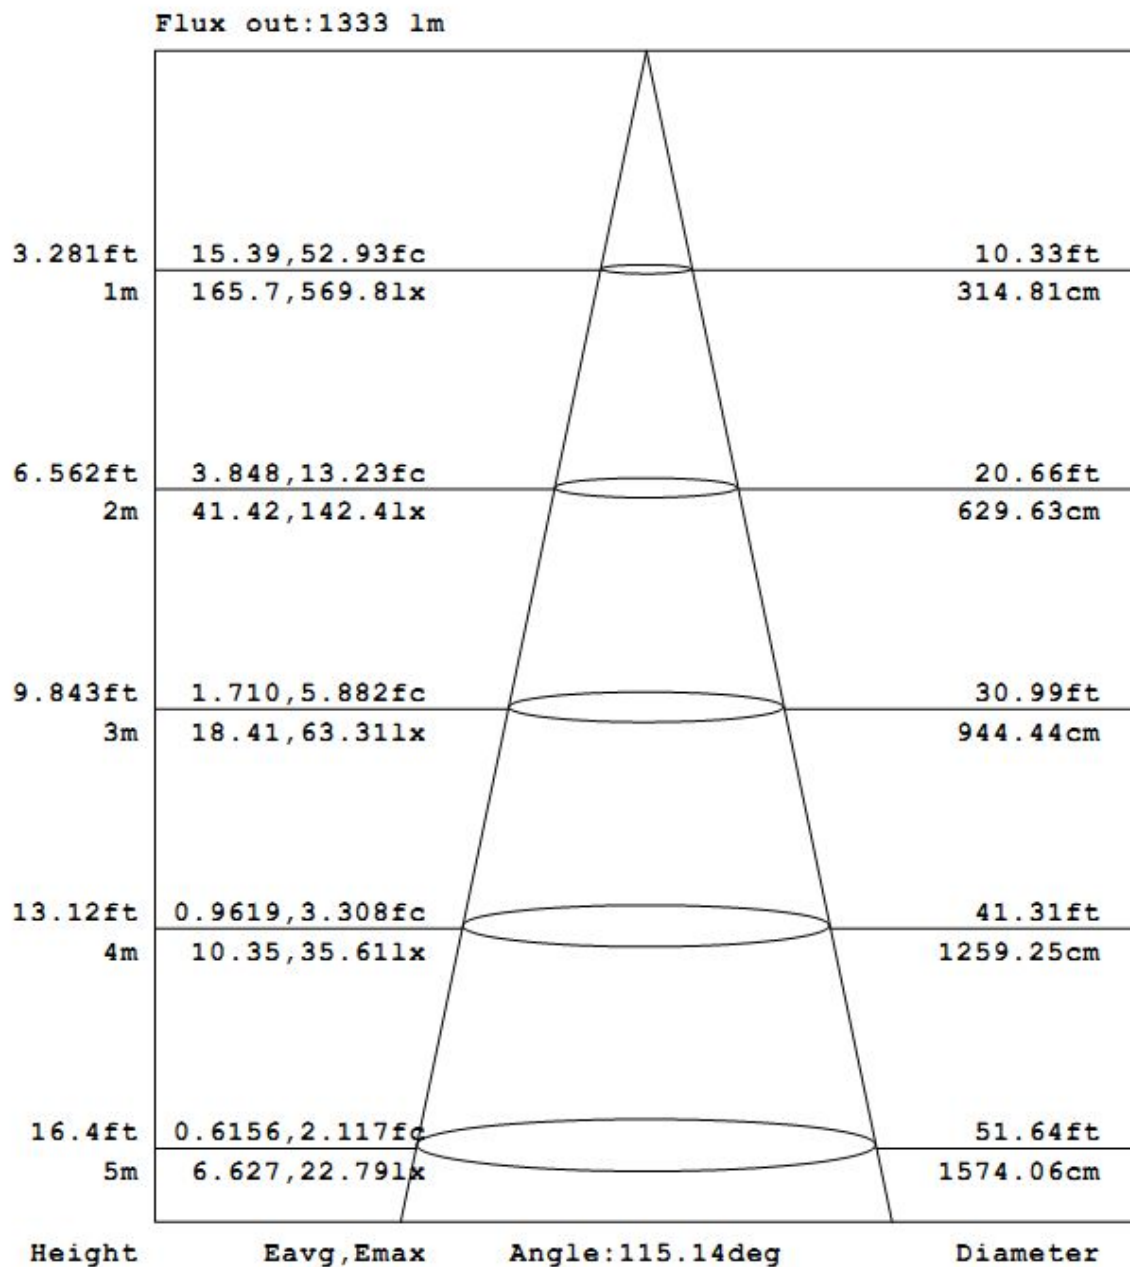 Flux out:1333 lm
3.281ft 15.39,52.93fc 10.33ft
1m 165.7,569.8lx 314.81cm
6.562ft 3.848,13.23fc 20.66ft
2m 41.42,142.4lx 629.63cm
9.843ft 1.710,5.882fc 30.99ft
3m 18.41,63.31lx 944.44cm
13.12ft 0.9619,3.308fc 41.31ft
4m 10.35,35.61lx 1259.25cm
16.4ft 0.6156,2.117fc 51.64ft
5m 6.627,22.79lx 1574.06cm
Height Eavg,Emax Angle:115.14deg Diameter